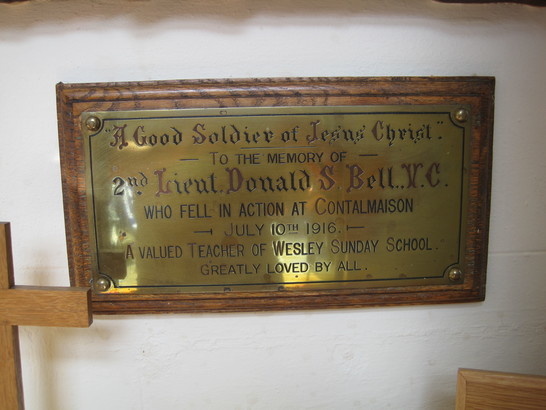 "A Good Soldier of Jesus Christ".
— TO THE MEMORY OF —
2nd Lieut. Donald. S. Bell.. V.C.
WHO FELL IN ACTION AT CONTALMAISON
— JULY 10TH 1916. —
A VALUED TEACHER OF WESLEY SUNDAY SCHOOL.
GREATLY LOVED BY ALL.